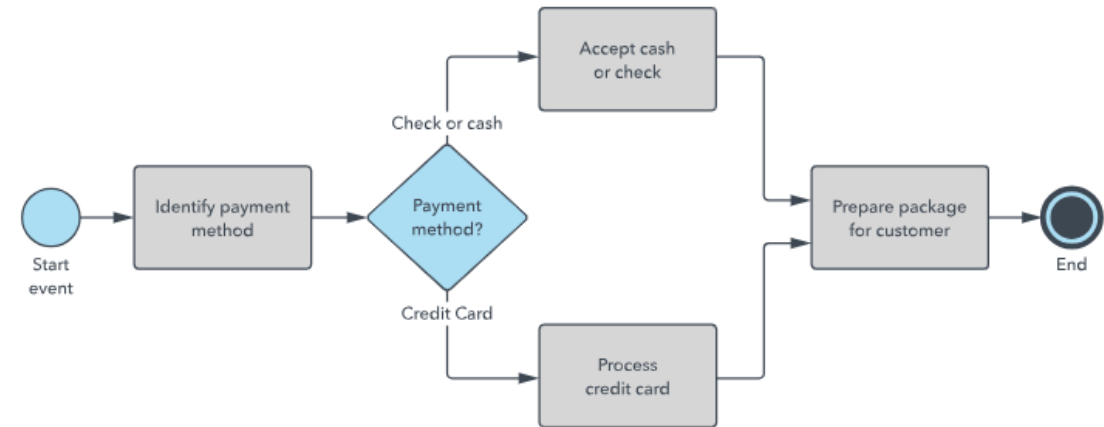 Start
event
Identify payment
method
Payment
method?
Check or cash
Accept cash
or check
Credit Card
Process
credit card
Prepare package
for customer
End